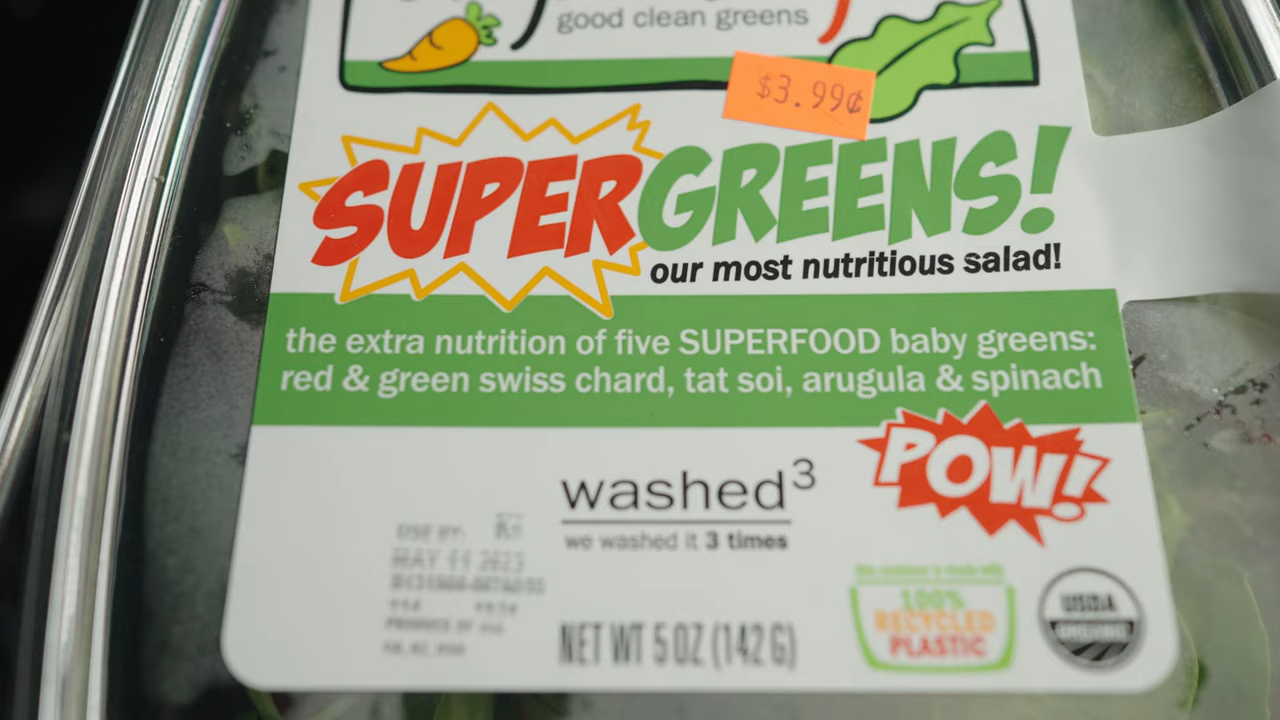 good clean greens
$3.99¢
SUPERGREENS!
our most nutritious salad!
the extra nutrition of five SUPERFOOD baby greens:
red & green swiss chard, tat soi, arugula & spinach
POW!
washed³
we washed it 3 times
USE BY:
MAY 11 2023
PRODUCE OF
NET WT 5 OZ (142 G)
100%
RECYCLED
PLASTIC
USDA
ORGANIC